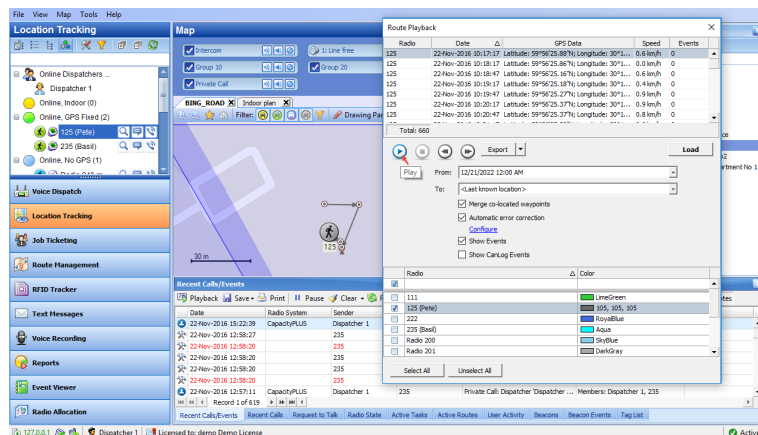 File View Map Tools Help
Location Tracking
Online Dispatchers ...
Dispatcher 1
Online, Indoor (0)
Online, GPS Fixed (2)
125 (Pete)
235 (Basil)
Online, No GPS (1)
Voice Dispatch
Location Tracking
Job Ticketing
Route Management
RFID Tracker
Text Messages
Voice Recording
Reports
Event Viewer
Radio Allocation
Map
Intercom
1: Line free
Group 10
Group 20
Private Call
BING_ROAD X Indoor plan X
Filter:
Drawing Par
125
30 m
Route Playback
Radio Date GPS Data Speed Events
125 22-Nov-2016 10:17:17 Latitude: 59°56'25.88"N; Longitude: 30°1... 0.6 km/h 0
125 22-Nov-2016 10:18:17 Latitude: 59°56'25.86"N; Longitude: 30°1... 0.0 km/h 0
125 22-Nov-2016 10:18:47 Latitude: 59°56'25.56"N; Longitude: 30°1... 0.6 km/h 0
125 22-Nov-2016 10:19:17 Latitude: 59°56'25.46"N; Longitude: 30°1... 0.4 km/h 0
125 22-Nov-2016 10:19:47 Latitude: 59°56'25.37"N; Longitude: 30°1... 0.9 km/h 0
125 22-Nov-2016 10:20:17 Latitude: 59°56'25.27"N; Longitude: 30°1... 0.9 km/h 0
Total: 660
Export
Load
Play
From: 12/21/2022 12:00 AM
To: <Last known location>
Merge co-located waypoints
Automatic error correction
Configure
Show Events
Show CanLog Events
Radio Color
111 LimeGreen
125 (Pete) 105, 105, 105
222 RoyalBlue
235 (Basil) Aqua
Radio 200 SkyBlue
Radio 201 DarkGray
Select All Unselect All
Recent Calls/Events
Playback Save Print Pause Clear
Date Radio System Sender
22-Nov-2016 15:22:39 CapacityPLUS Dispatcher 1
22-Nov-2016 12:58:27 235
22-Nov-2016 12:58:20 235
22-Nov-2016 12:58:20 235
22-Nov-2016 12:58:20 235
22-Nov-2016 12:57:11 CapacityPLUS Dispatcher 1 235 Private Call: Dispatcher 'Dispatcher ... Members: Dispatcher 1, 235
Record 1 of 619
Recent Calls/Events Recent Calls Request to Talk Radio State Active Tasks Active Routes User Activity Beacons Beacon Events Tag List
127.0.0.1 Dispatcher 1 Licensed to: demo Demo License
Active